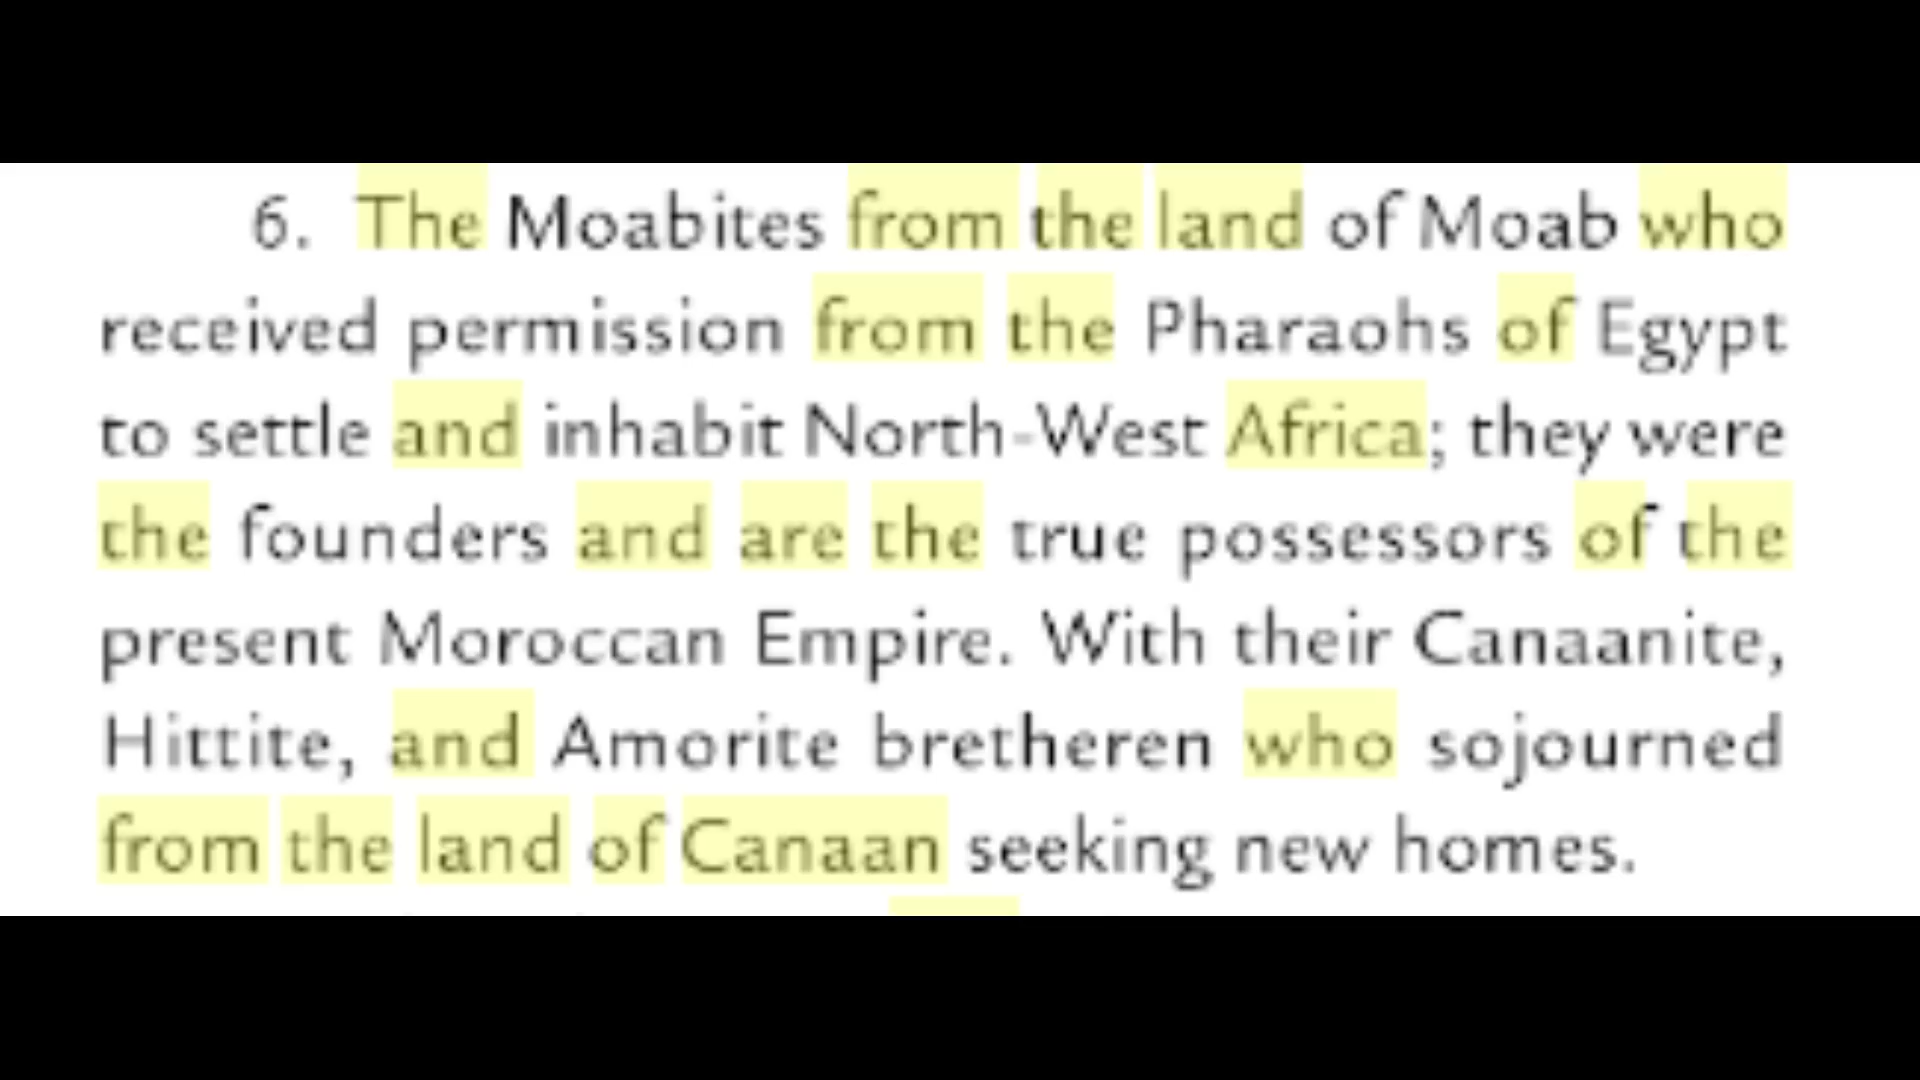 6. The Moabites from the land of Moab who
received permission from the Pharaohs of Egypt
to settle and inhabit North-West Africa; they were
the founders and are the true possessors of the
present Moroccan Empire. With their Canaanite,
Hittite, and Amorite bretheren who sojourned
from the land of Canaan seeking new homes.